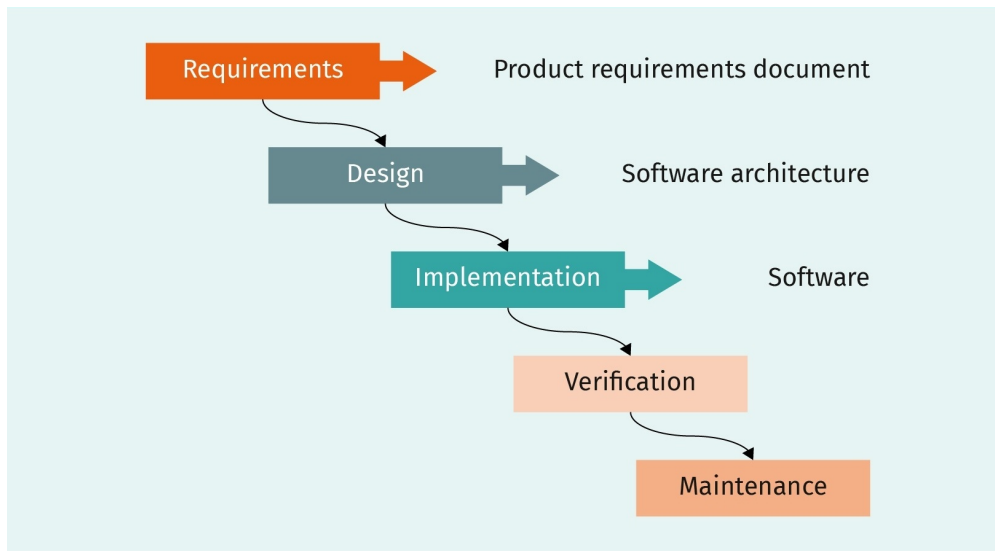 Requirements
Product requirements document
Design
Software architecture
Implementation
Software
Verification
Maintenance